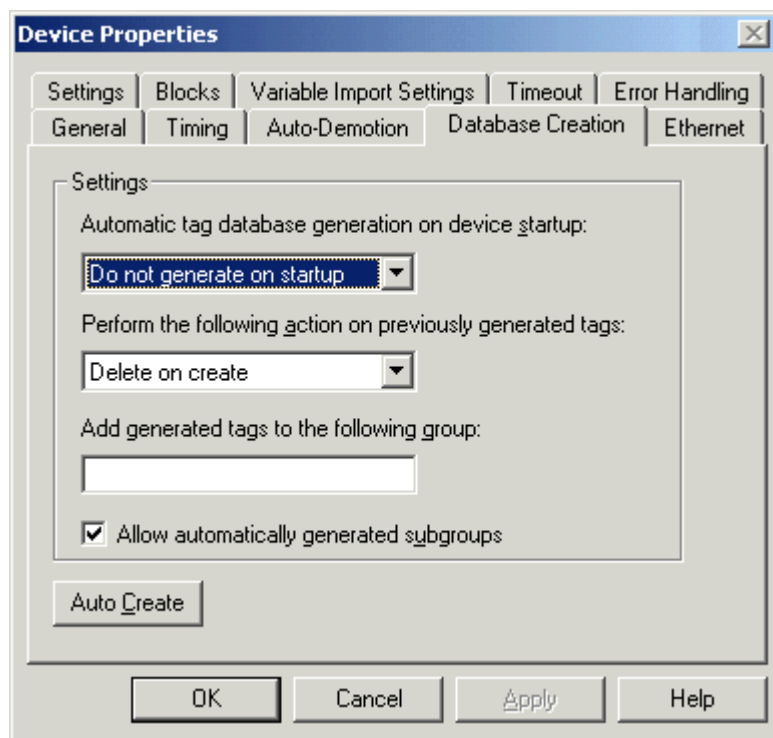 Device Properties
Settings Blocks Variable Import Settings Timeout Error Handling
General Timing Auto-Demotion Database Creation Ethernet
Settings
Automatic tag database generation on device startup:
Do not generate on startup
Perform the following action on previously generated tags:
Delete on create
Add generated tags to the following group:
Allow automatically generated subgroups
Auto Create
OK Cancel Apply Help